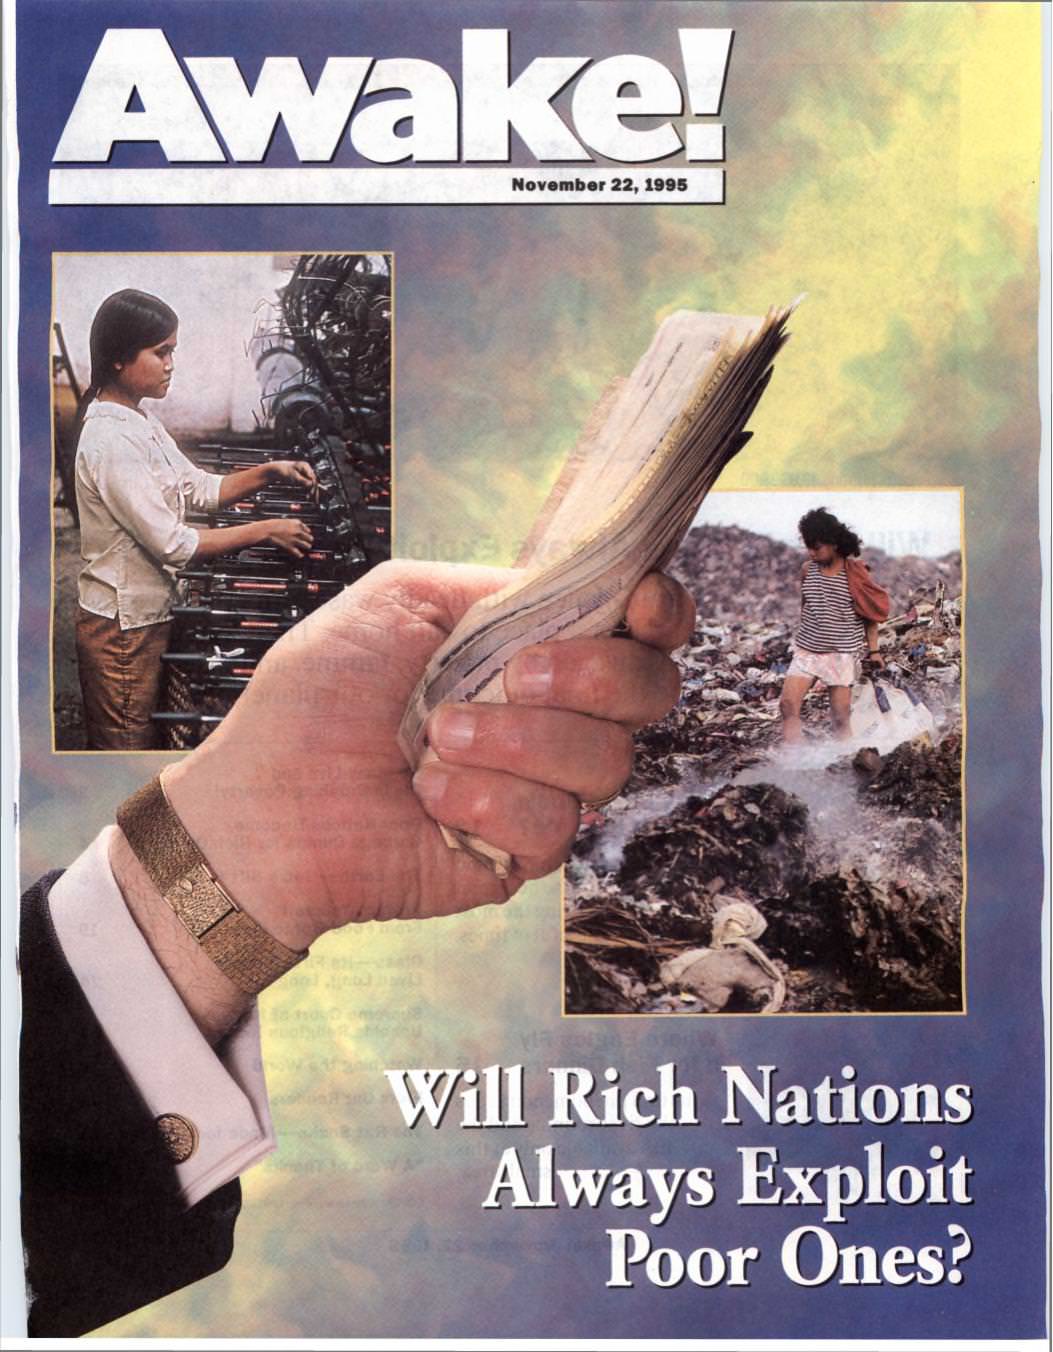 Awake!
November 22, 1995
Will Rich Nations
Always Exploit
Poor Ones?